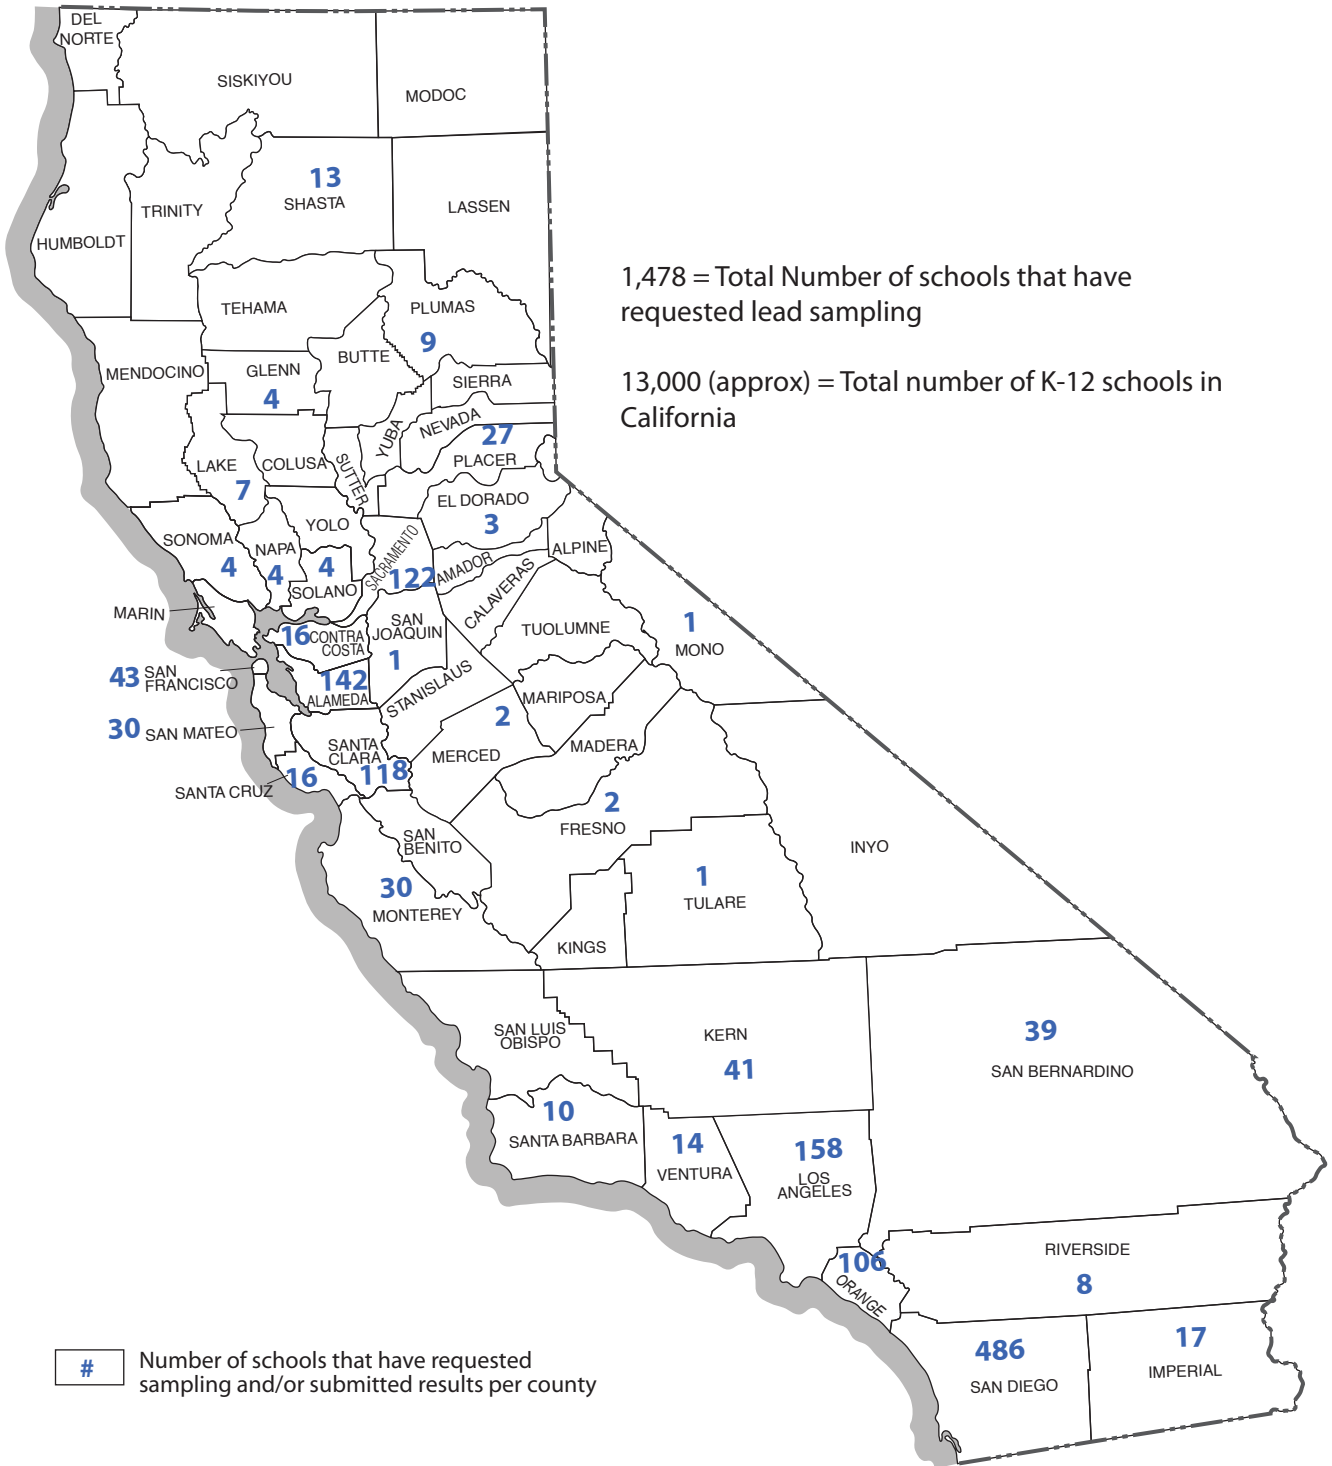 DEL
NORTE
SISKIYOU
MODOC
13
SHASTA
TRINITY
LASSEN
HUMBOLDT
1,478 = Total Number of schools that have
requested lead sampling
TEHAMA
PLUMAS
9
BUTTE
MENDOCINO
GLENN
4
SIERRA
13,000 (approx) = Total number of K-12 schools in
California
NEVADA
YUBA
27
PLACER
LAKE
7
COLUSA
SUTTER
EL DORADO
3
YOLO
SONOMA
4
NAPA
4
4
SOLANO
SACRAMENTO
122
AMADOR
ALPINE
CALAVERAS
MARIN
16
CONTRA
COSTA
SAN
JOAQUIN
1
TUOLUMNE
1
MONO
43
SAN
FRANCISCO
142
ALAMEDA
STANISLAUS
MARIPOSA
30
SAN MATEO
SANTA
CLARA
118
2
MERCED
MADERA
SANTA CRUZ
16
2
FRESNO
SAN
BENITO
INYO
30
MONTEREY
1
TULARE
KINGS
SAN LUIS
OBISPO
KERN
41
39
SAN BERNARDINO
10
SANTA BARBARA
14
VENTURA
158
LOS
ANGELES
106
ORANGE
RIVERSIDE
8
486
SAN DIEGO
17
IMPERIAL
#
Number of schools that have requested
sampling and/or submitted results per county